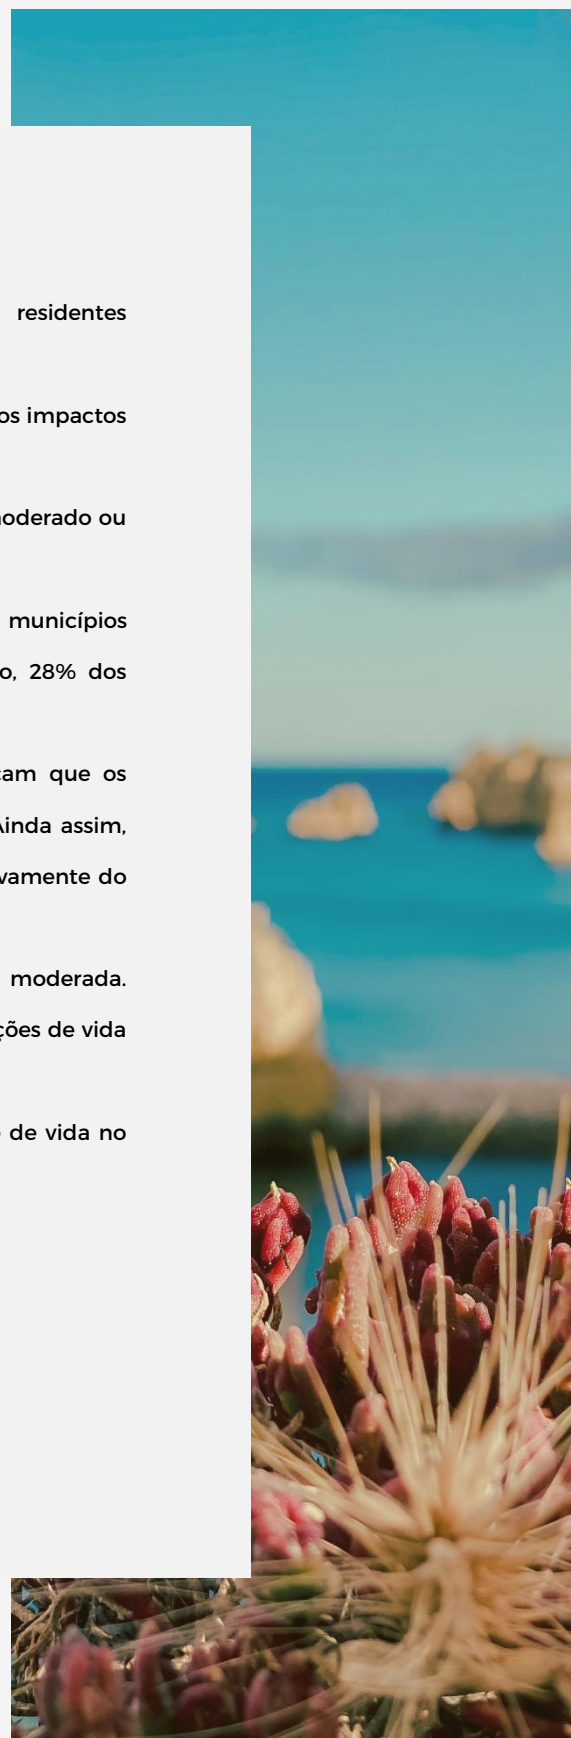 residentes
os impactos
moderado ou
municípios
o, 28% dos
am que os
Ainda assim,
vamente do
moderada.
ções de vida
de vida no